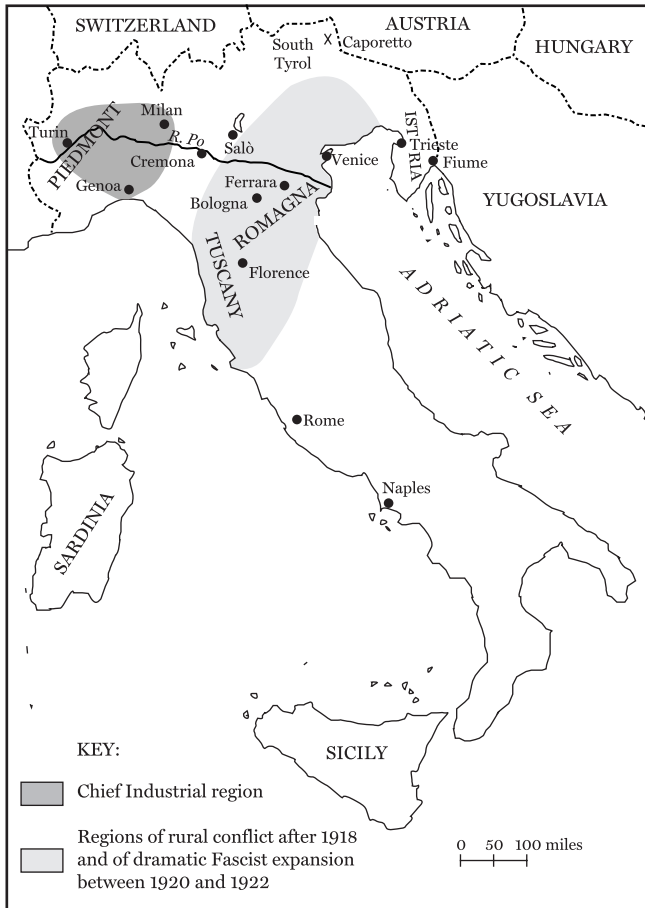 SWITZERLAND
AUSTRIA
HUNGARY
South
Tyrol
Caporetto
PIEDMONT
Milan
Turin
R. Po
Cremona
Salò
Venice
ISTRIA
Trieste
Fiume
Genoa
Ferrara
Bologna
ROMAGNA
YUGOSLAVIA
TUSCANY
Florence
ADRIATIC SEA
Rome
Naples
SARDINIA
SICILY
KEY:
Chief Industrial region
Regions of rural conflict after 1918
and of dramatic Fascist expansion
between 1920 and 1922
0 50 100 miles